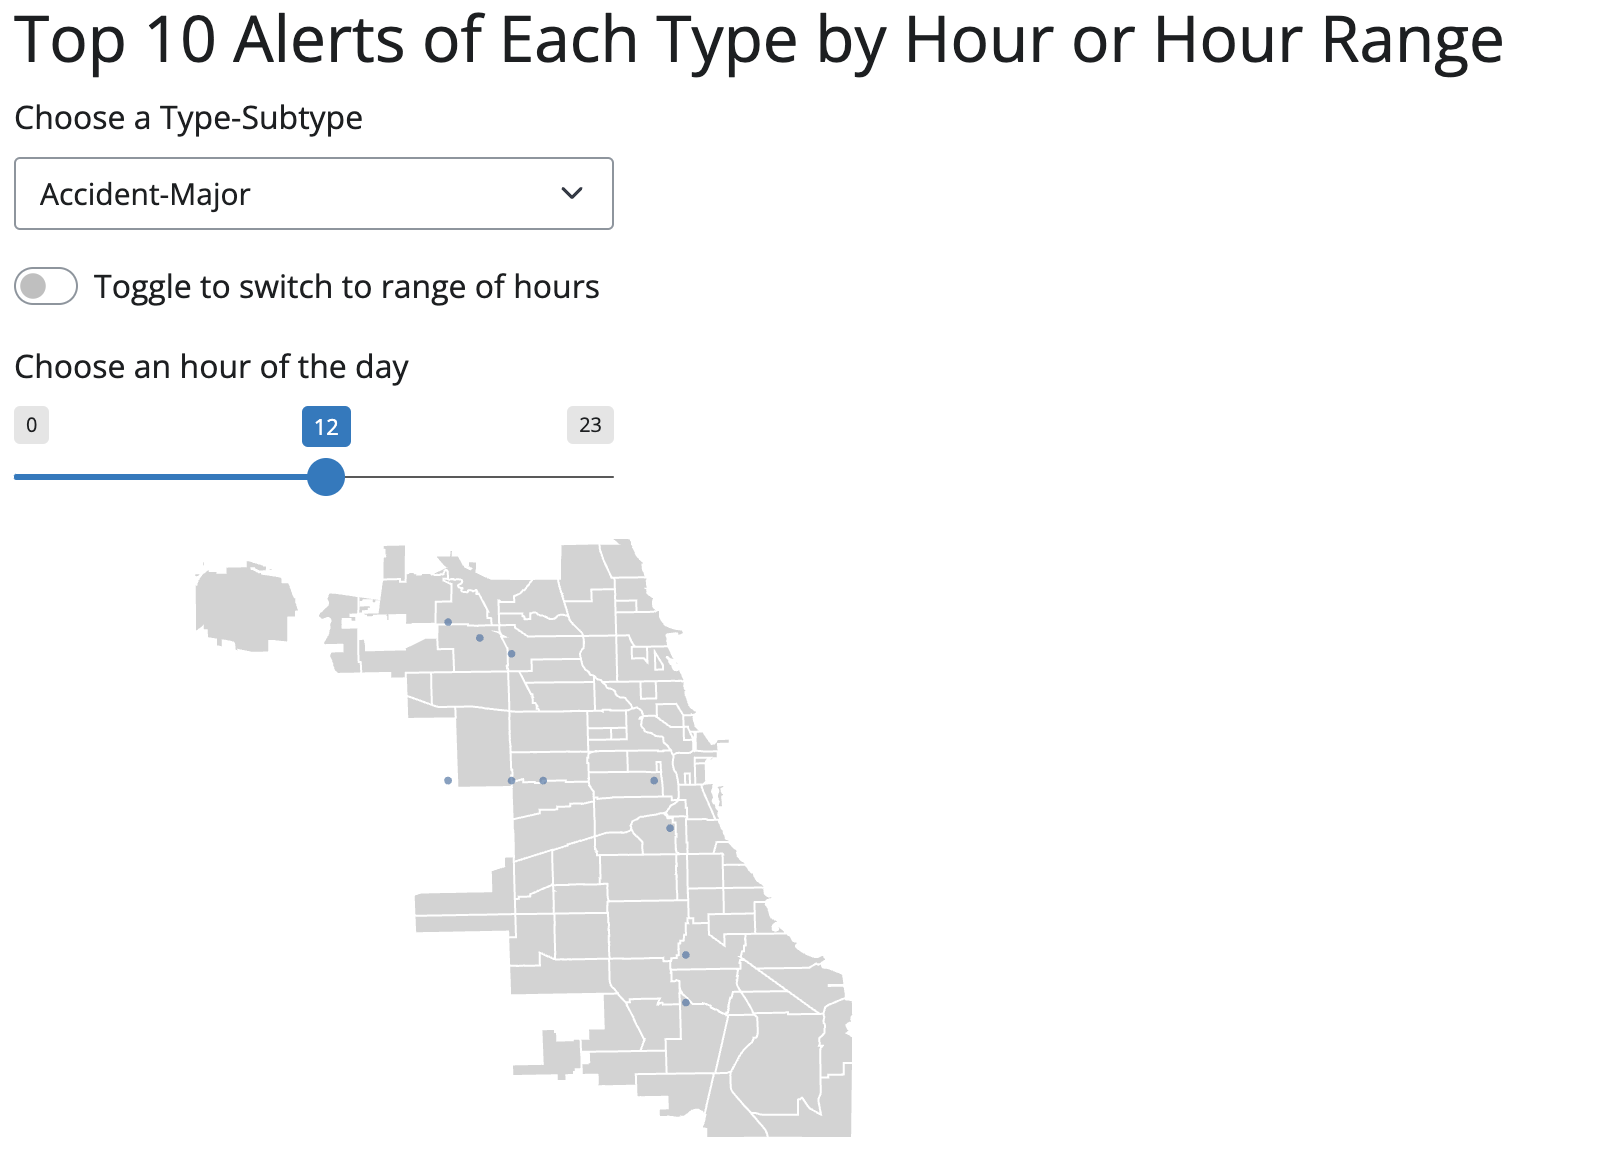 Top 10 Alerts of Each Type by Hour or Hour Range
Choose a Type-Subtype
Accident-Major
Toggle to switch to range of hours
Choose an hour of the day
0 12 23